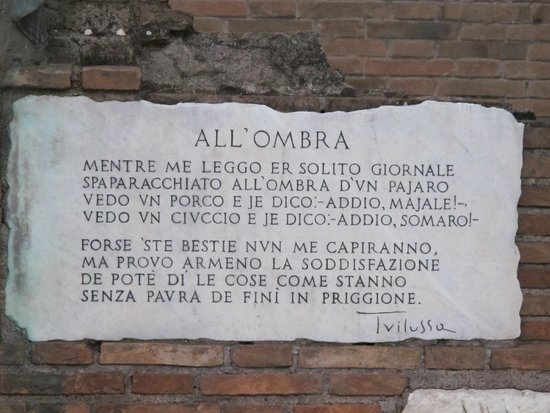 ALL'OMBRA
MENTRE ME LEGGO ER SOLITO GIORNALE
SPAPARACCHIATO ALL'OMBRA D'VN PAJARO
VEDO VN PORCO E JE DICO:-ADDIO, MAJALE!-,
VEDO VN CIVCCIO E JE DICO:-ADDIO, SOMARO!-
FORSE 'STE BESTIE NVN ME CAPIRANNO,
MA PROVO ARMENO LA SODDISFAZIONE
DE POTÈ DÍ LE COSE COME STANNO
SENZA PAVRA DE FINÌ IN PRIGGIONE.
Trilussa